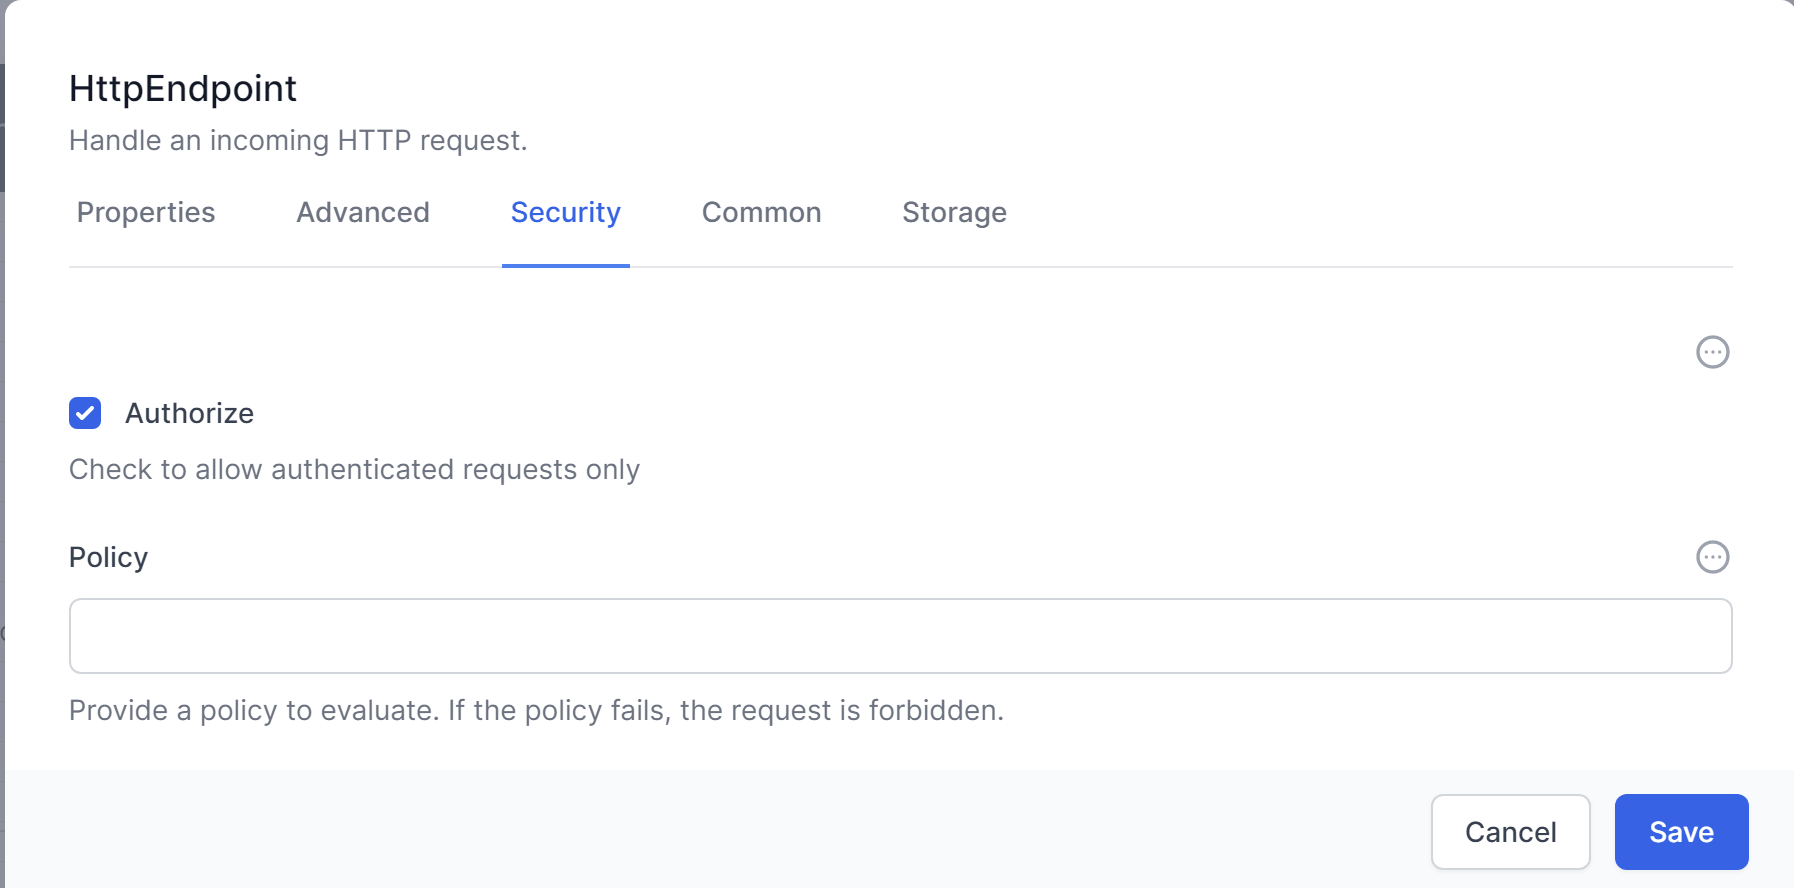 HttpEndpoint
Handle an incoming HTTP request.
Properties Advanced Security Common Storage
Authorize
Check to allow authenticated requests only
Policy
Provide a policy to evaluate. If the policy fails, the request is forbidden.
Cancel Save